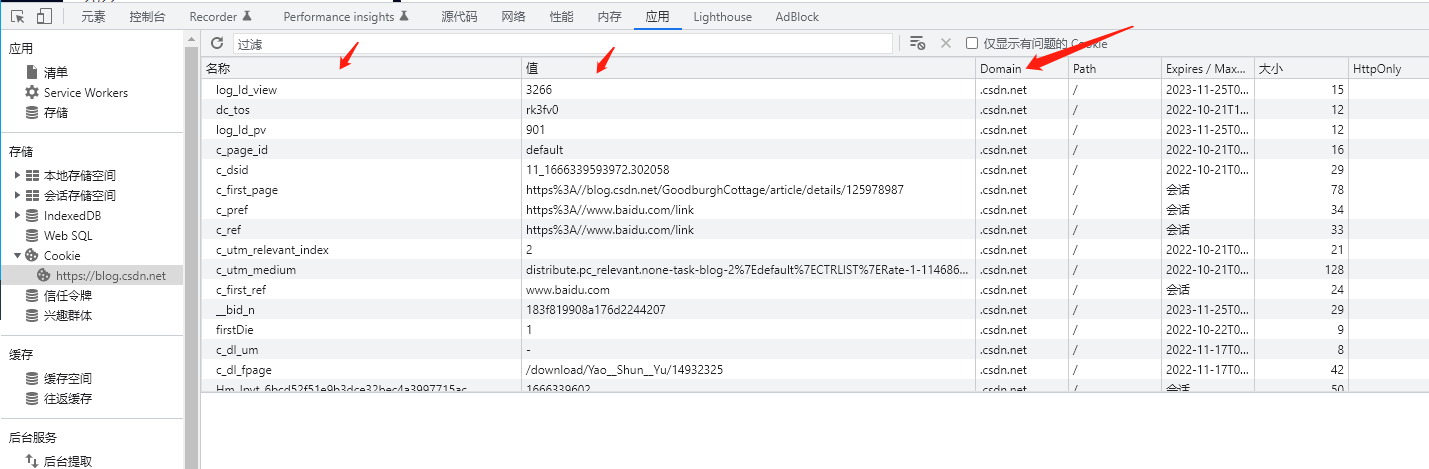 元素 控制台 Recorder Performance insights 源代码 网络 性能 内存 应用 Lighthouse AdBlock
应用
清单
Service Workers
存储
存储
本地存储空间
会话存储空间
IndexedDB
Web SQL
Cookie
https://blog.csdn.net
信任令牌
兴趣群体
缓存
缓存空间
往返缓存
后台服务
后台提取
过滤 仅显示有问题的 Cookie
名称 值 Domain Path Expires / Max... 大小 HttpOnly
log_Id_view 3266 .csdn.net / 2023-11-25T0... 15
dc_tos rk3fv0 .csdn.net / 2022-10-21T1... 12
log_Id_pv 901 .csdn.net / 2023-11-25T0... 12
c_page_id default .csdn.net / 2022-10-21T0... 16
c_dsid 11_1666339593972.302058 .csdn.net / 2022-10-21T0... 29
c_first_page https%3A//blog.csdn.net/GoodburghCottage/article/details/125978987 .csdn.net / 会话 78
c_pref https%3A//www.baidu.com/link .csdn.net / 会话 34
c_ref https%3A//www.baidu.com/link .csdn.net / 会话 33
c_utm_relevant_index 2 .csdn.net / 2022-10-21T0... 21
c_utm_medium distribute.pc_relevant.none-task-blog-2%7Edefault%7ECTRLIST%7ERate-1-114686... .csdn.net / 2022-10-21T0... 128
c_first_ref www.baidu.com .csdn.net / 会话 24
__bid_n 183f819908a176d2244207 .csdn.net / 2023-11-25T0... 29
firstDie 1 .csdn.net / 2022-10-22T0... 9
c_dl_um - .csdn.net / 2022-11-17T0... 8
c_dl_fpage /download/Yao__Shun__Yu/14932325 .csdn.net / 2022-11-17T0... 42
Hm_lpvt_6bcd52f51e9b3dce32bec4a3997715ac 1666339602 .csdn.net / 会话 50